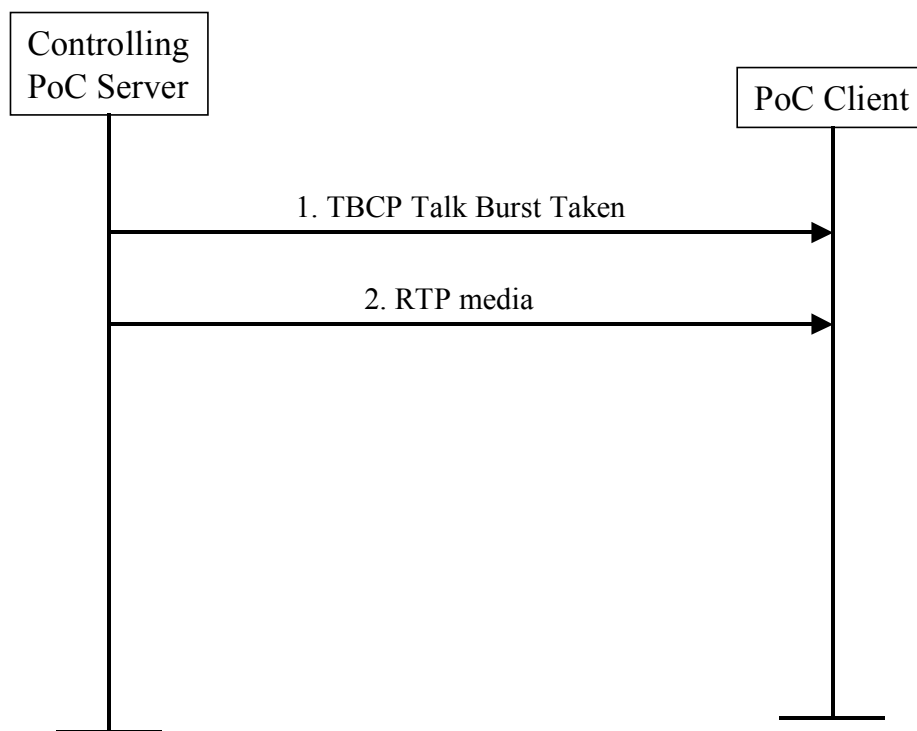 Controlling
PoC Server
PoC Client
1. TBCP Talk Burst Taken
2. RTP media